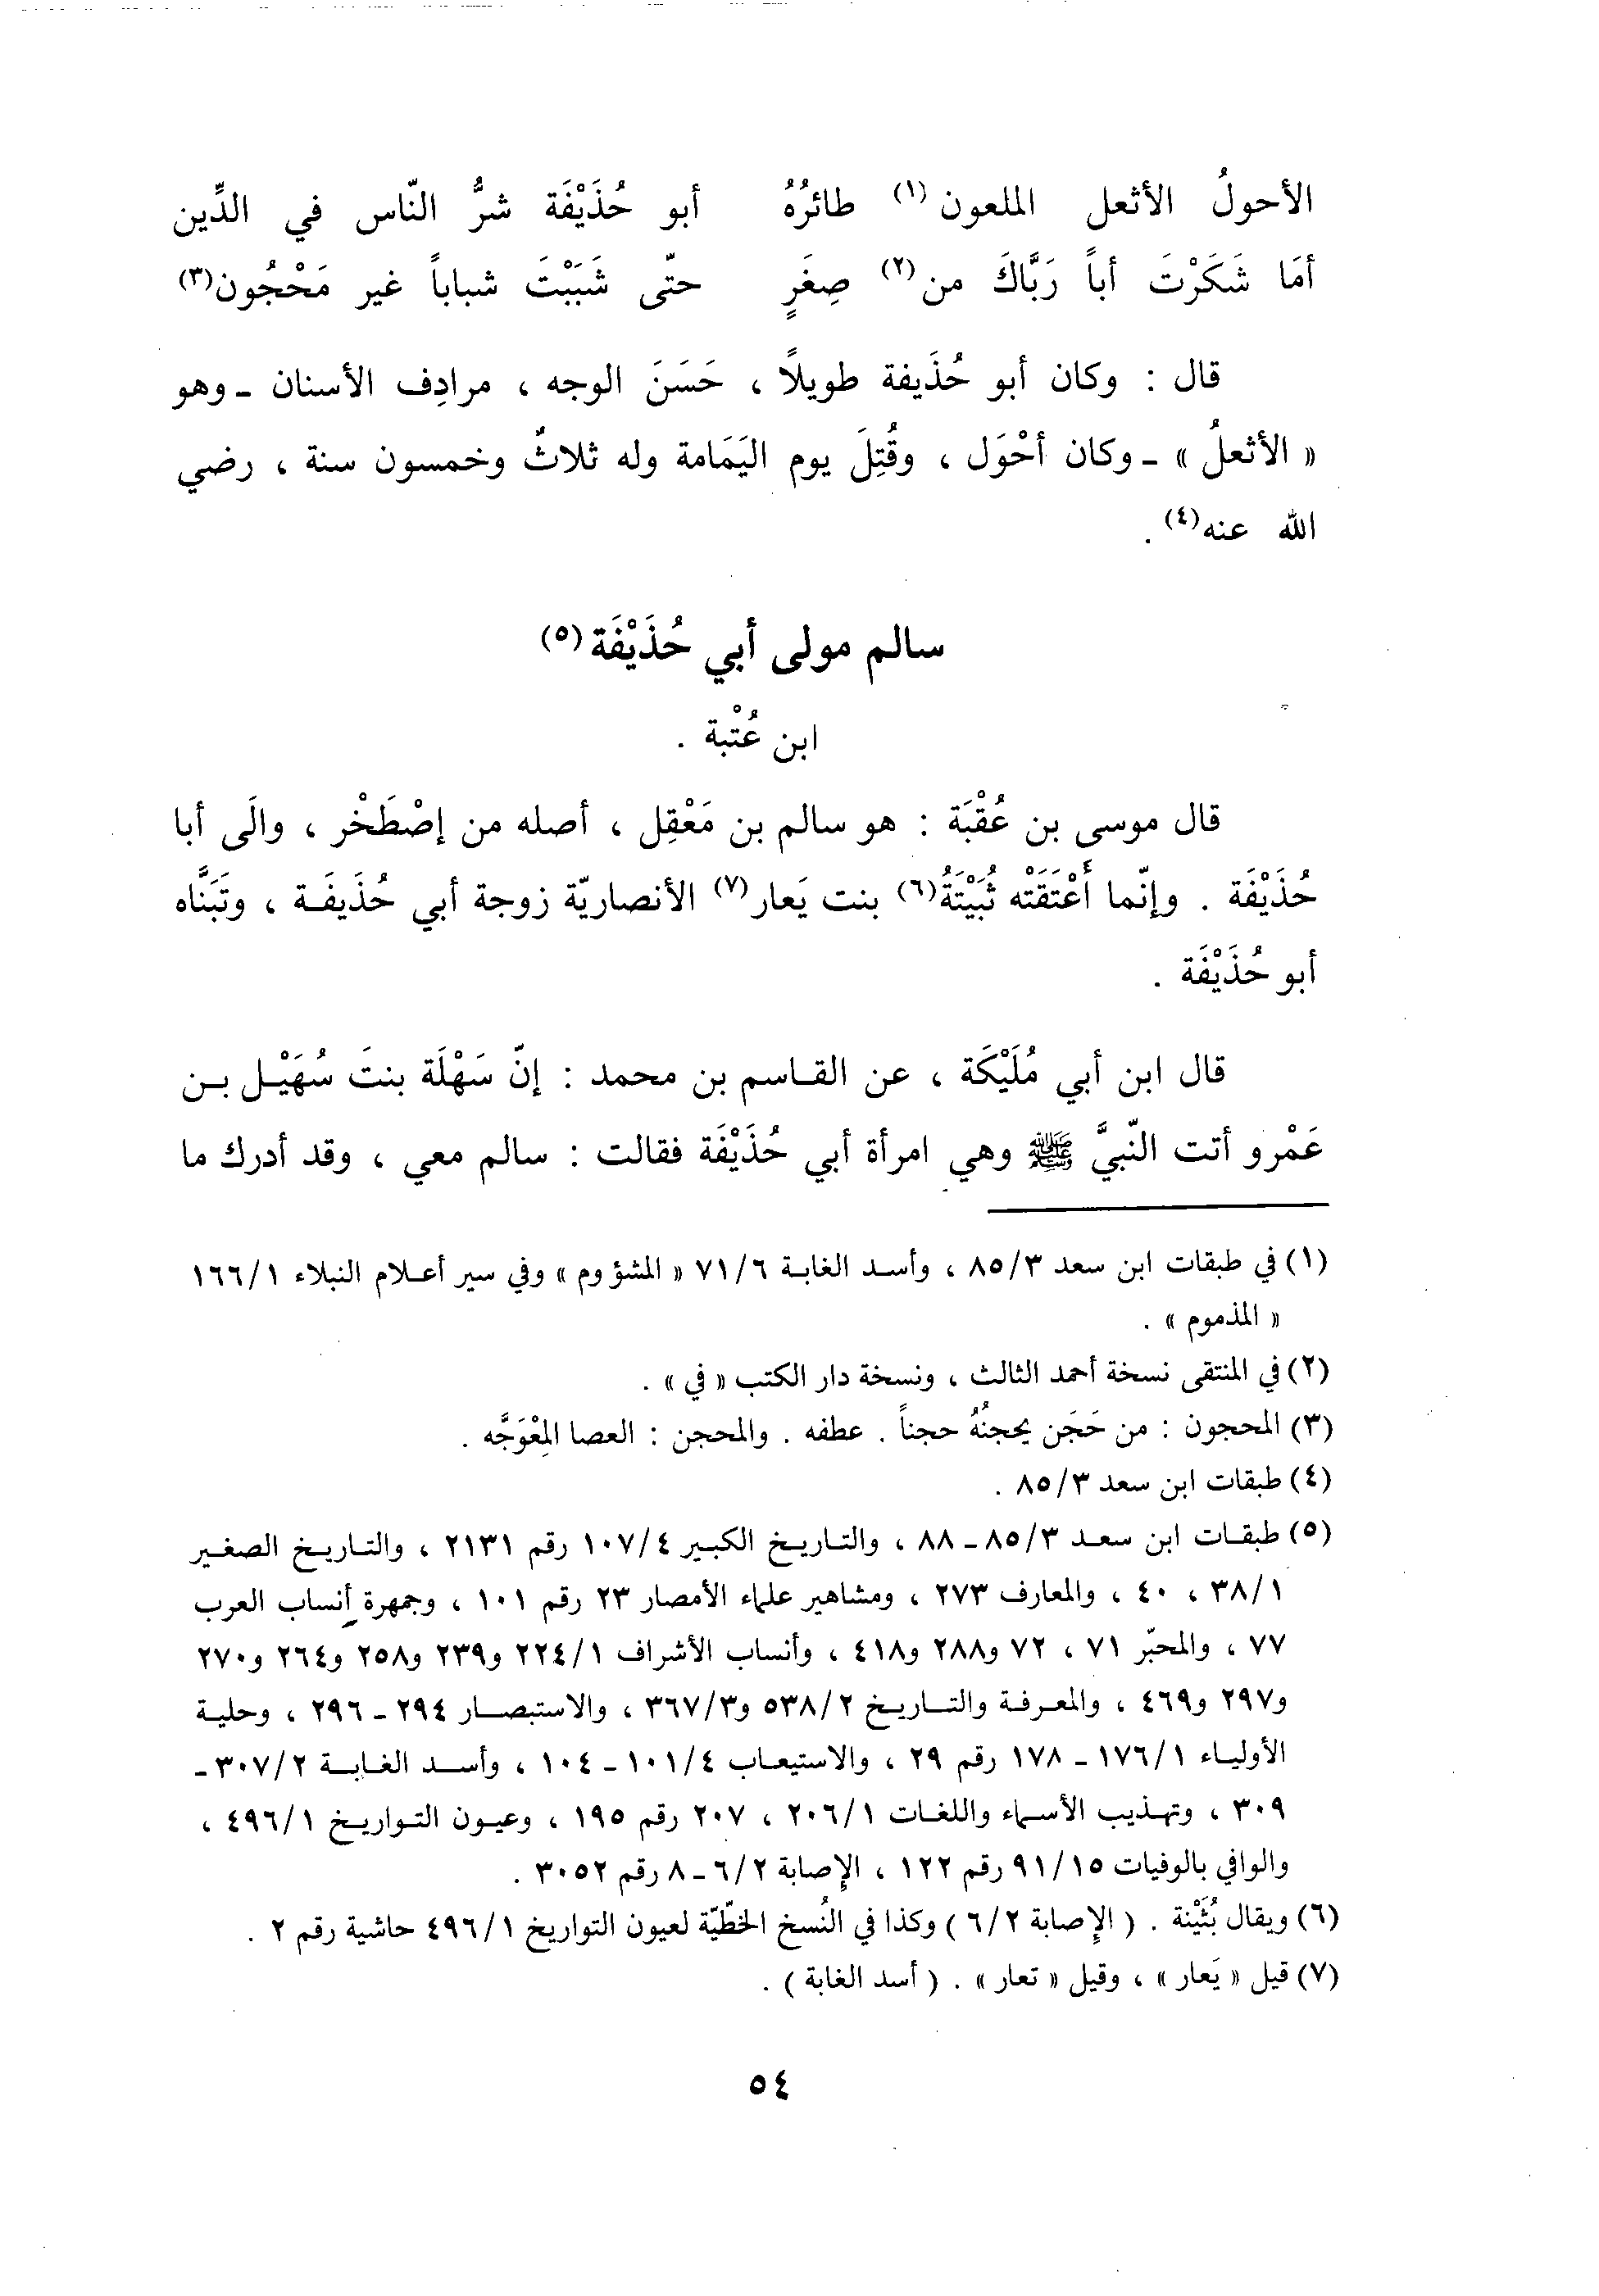 الأحولُ الأثعل الملعون (١) طائرُهُ أبو حُذَيْفَة شرُّ النّاس في الدِّين
أمَا شَكَرْتَ أباً رَبَّاكَ من (٢) صِغَرٍ حتّى شَبَبْتَ شباباً غير مَحْجُون (٣)
قال : وكان أبو حُذَيفة طويلاً ، حَسَنَ الوجه ، مرادِف الأسنان ـ وهو
« الأثعلُ » ـ وكان أحْوَل ، وقُتِلَ يوم اليَمَامة وله ثلاثٌ وخمسون سنة ، رضي
الله عنه (٤) .
سالم مولى أبي حُذَيْفَة (٥)
ابن عُتْبة .
قال موسى بن عُقْبَة : هو سالم بن مَعْقِل ، أصله من إصْطَخْر ، والَى أبا
حُذَيْفَة . وإنّما أَعْتَقَتْه ثُبَيْتَةُ (٦) بنت يَعار (٧) الأنصاريّة زوجة أبي حُذَيفَة ، وتَبَنَّاه
أبو حُذَيْفَة .
قال ابن أبي مُلَيْكَة ، عن القاسم بن محمد : إنّ سَهْلَة بنتَ سُهَيْل بن
عَمْرو أتت النّبيَّ ﷺ وهي امرأة أبي حُذَيْفَة فقالت : سالم معي ، وقد أدرك ما
(١) في طبقات ابن سعد ٨٥/٣ ، وأسد الغابة ٧١/٦ « المشؤوم » وفي سير أعلام النبلاء ١٦٦/١
« المذموم » .
(٢) في المنتقى نسخة أحمد الثالث ، ونسخة دار الكتب « في » .
(٣) المحجون : من حَجَن يحجنُهُ حجناً . عطفه . والمحجن : العصا المِعْوَجَّه .
(٤) طبقات ابن سعد ٨٥/٣ .
(٥) طبقات ابن سعد ٨٥/٣ ـ ٨٨ ، والتاريخ الكبير ١٠٧/٤ رقم ٢١٣١ ، والتاريخ الصغير
٣٨/١ ، ٤٠ ، والمعارف ٢٧٣ ، ومشاهير علماء الأمصار ٢٣ رقم ١٠١ ، وجمهرة أنساب العرب
٧٧ ، والمحبّر ٧١ ، ٧٢ و٢٨٨ و٤١٨ ، وأنساب الأشراف ٢٢٤/١ و٢٣٩ و٢٥٨ و٢٦٤ و٢٧٠
و٢٩٧ و٤٦٩ ، والمعرفة والتاريخ ٥٣٨/٢ و٣٦٧/٣ ، والاستبصار ٢٩٤ ـ ٢٩٦ ، وحلية
الأولياء ١٧٦/١ ـ ١٧٨ رقم ٢٩ ، والاستيعاب ١٠١/٤ ـ ١٠٤ ، وأسد الغابة ٣٠٧/٢ ـ
٣٠٩ ، وتهذيب الأسماء واللغات ٢٠٦/١ ، ٢٠٧ رقم ١٩٥ ، وعيون التواريخ ٤٩٦/١ ،
والوافي بالوفيات ٩١/١٥ رقم ١٢٢ ، الإصابة ٦/٢ ـ ٨ رقم ٣٠٥٢ .
(٦) ويقال بُثَيْنة . ( الإصابة ٦/٢ ) وكذا في النُسخ الخطّيّة لعيون التواريخ ٤٩٦/١ حاشية رقم ٢ .
(٧) قيل « يَعار » ، وقيل « تعار » . ( أسد الغابة ) .
٥٤